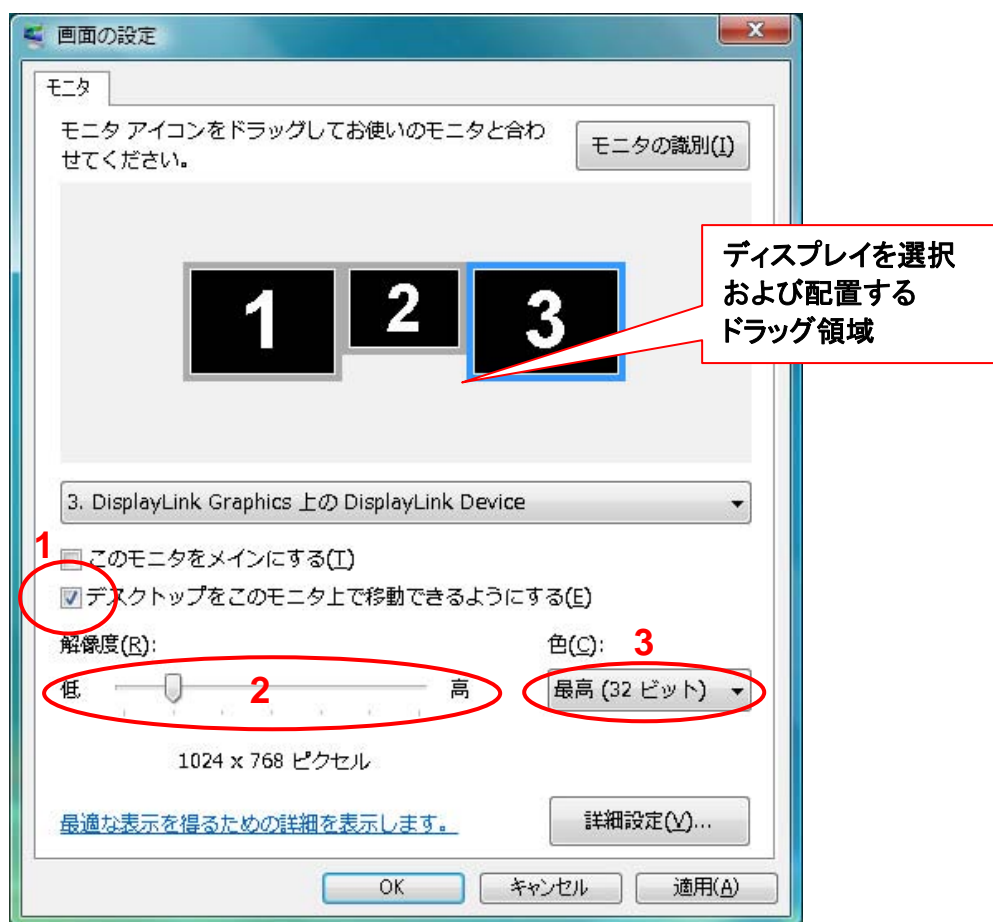 画面の設定
モニタ
モニタ アイコンをドラッグしてお使いのモニタと合わ
せてください。
モニタの識別(I)
ディスプレイを選択
および配置する
ドラッグ領域
1
2
3
3. DisplayLink Graphics 上の DisplayLink Device
1
このモニタをメインにする(T)
デスクトップをこのモニタ上で移動できるようにする(E)
解像度(R):
色(C):
3
低
2
高
最高 (32 ビット)
1024 x 768 ピクセル
最適な表示を得るための詳細を表示します。
詳細設定(V)...
OK
キャンセル
適用(A)